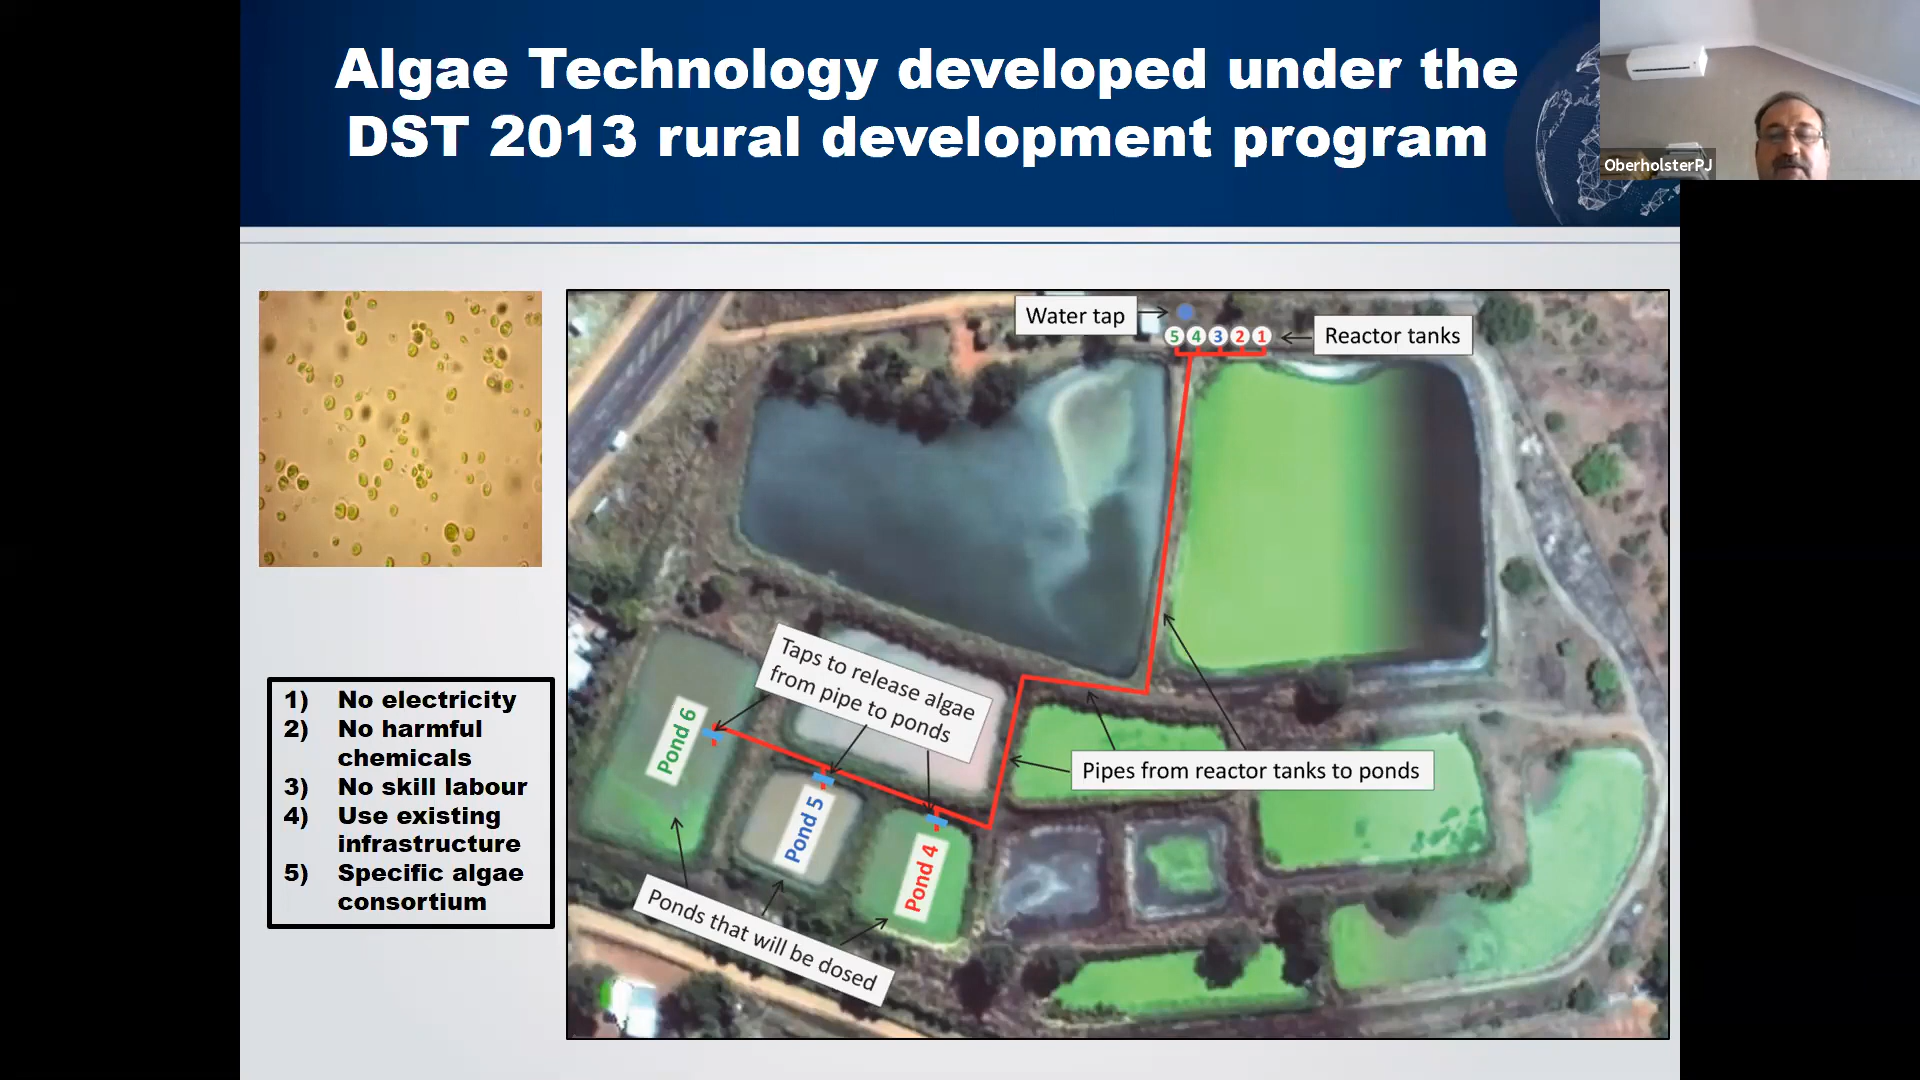 Algae Technology developed under the
DST 2013 rural development program
OberholsterPJ
Water tap
5 4 3 2 1
Reactor tanks
Taps to release algae
from pipe to ponds
Pond 6
Pond 5
Pond 4
Pipes from reactor tanks to ponds
Ponds that will be dosed
1) No electricity
2) No harmful
chemicals
3) No skill labour
4) Use existing
infrastructure
5) Specific algae
consortium